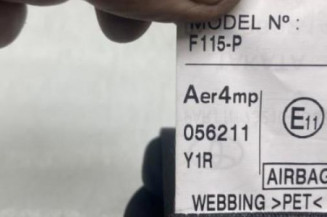 MODEL Nº :
F115-P
Aer4mp
056211
Y1R
E11
AIRBAG
WEBBING >PET<